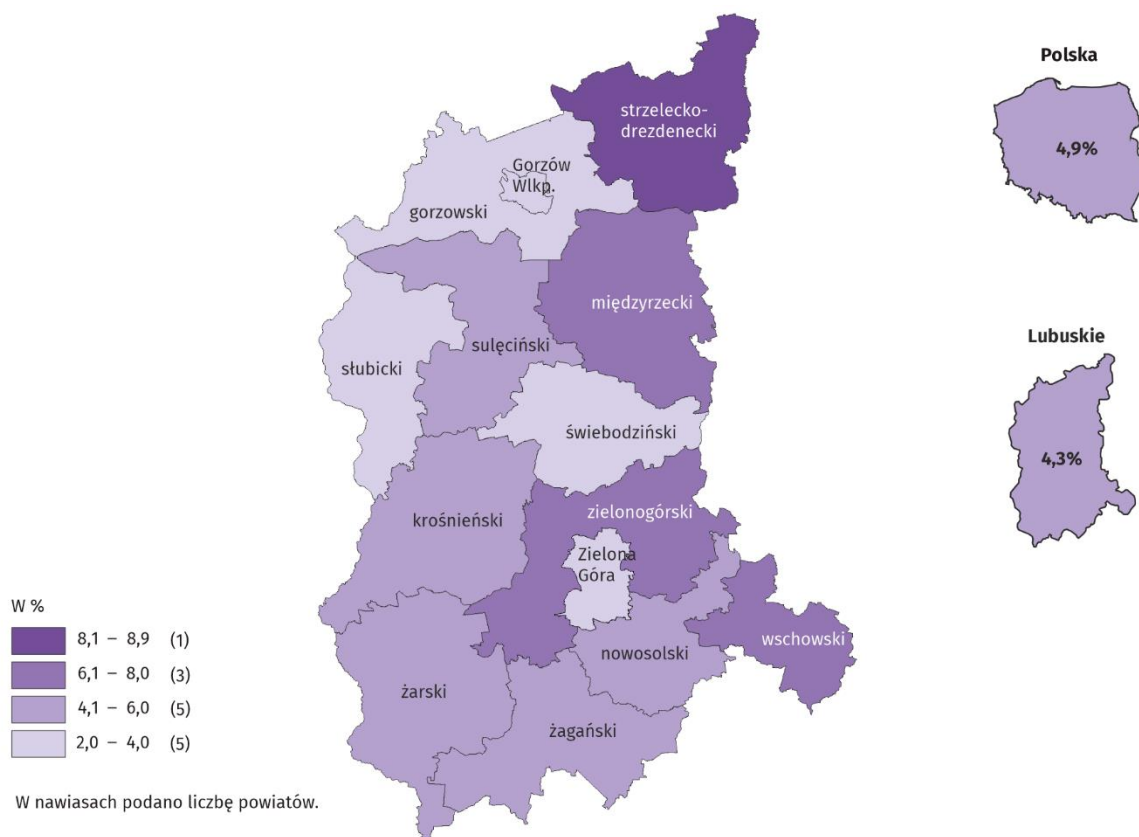 strzelecko-
drezdenecki
Gorzów
Wlkp.
gorzowski
międzyrzecki
sulęciński
słubicki
świebodziński
krośnieński
zielonogórski
Zielona
Góra
wschowski
nowosolski
żarski
żagański
Polska
4,9%
Lubuskie
4,3%
W %
8,1 – 8,9 (1)
6,1 – 8,0 (3)
4,1 – 6,0 (5)
2,0 – 4,0 (5)
W nawiasach podano liczbę powiatów.